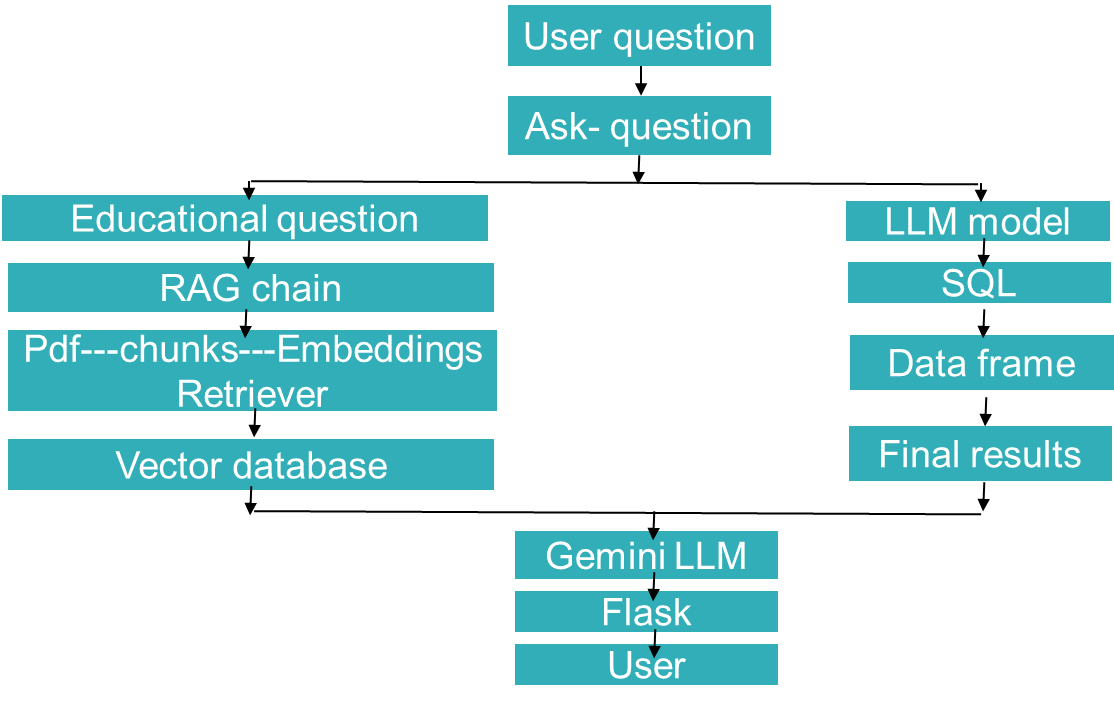 User question
Ask- question
Educational question
LLM model
RAG chain
SQL
Pdf---chunks---Embeddings
Retriever
Data frame
Vector database
Final results
Gemini LLM
Flask
User